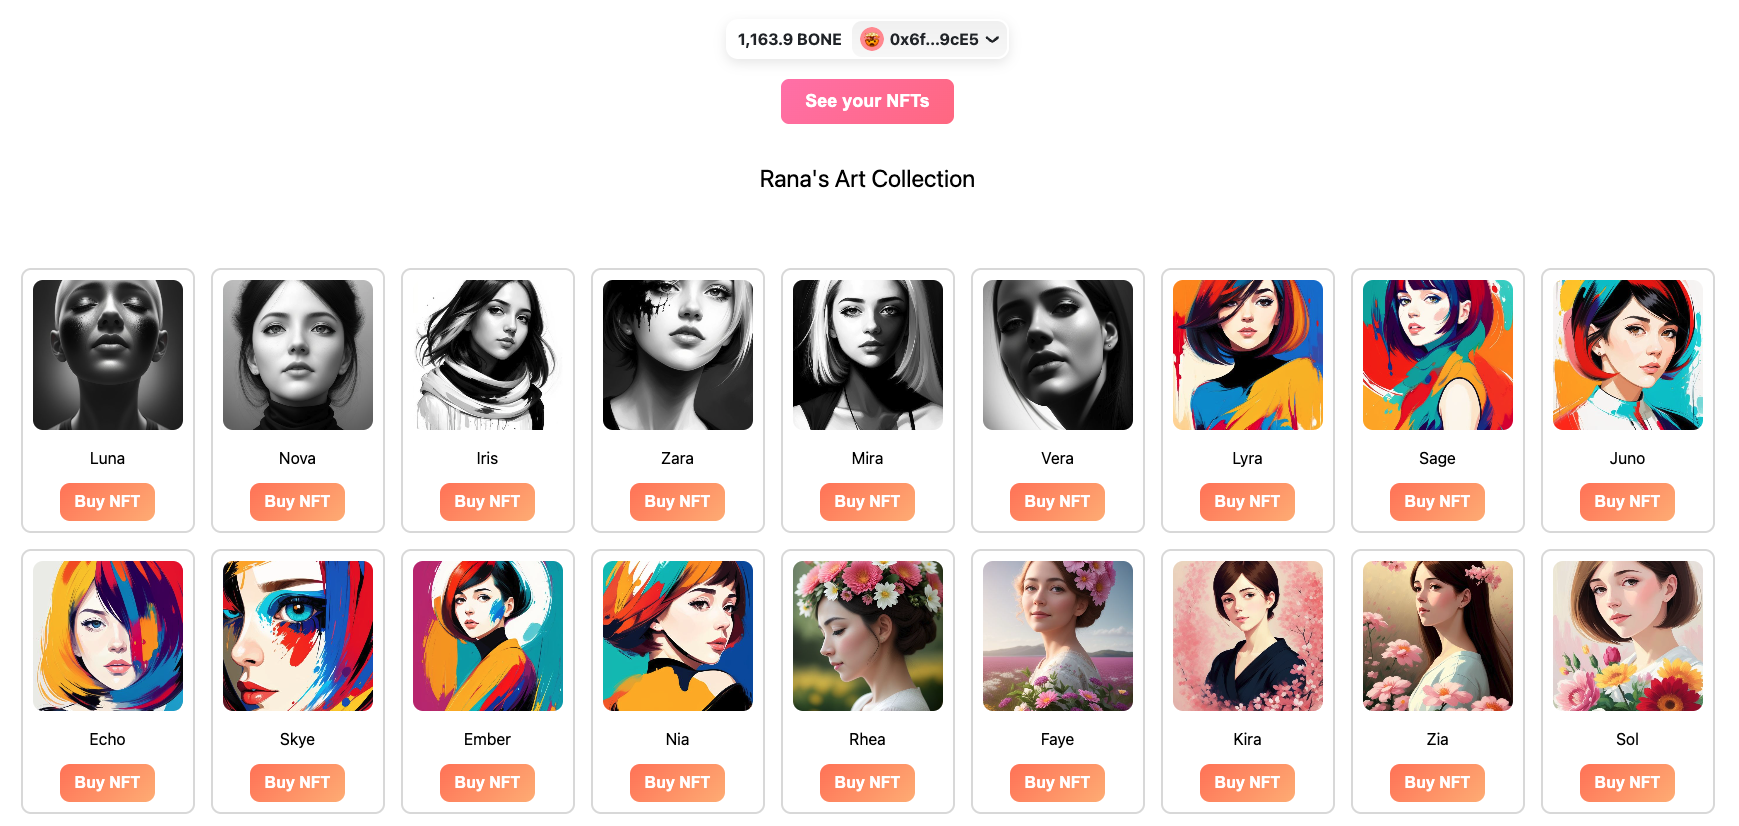 1,163.9 BONE 0x6f...9cE5
See your NFTs
Rana's Art Collection
Luna Nova Iris Zara Mira Vera Lyra Sage Juno
Buy NFT Buy NFT Buy NFT Buy NFT Buy NFT Buy NFT Buy NFT Buy NFT Buy NFT
Echo Skye Ember Nia Rhea Faye Kira Zia Sol
Buy NFT Buy NFT Buy NFT Buy NFT Buy NFT Buy NFT Buy NFT Buy NFT Buy NFT